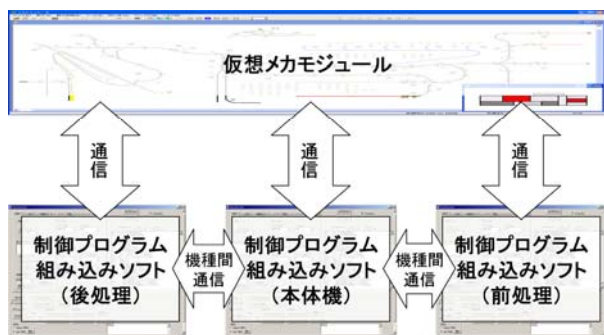 仮想メカモジュール
通信
通信
通信
制御プログラム
組み込みソフト
(後処理)
機種間
通信
制御プログラム
組み込みソフト
(本体機)
機種間
通信
制御プログラム
組み込みソフト
(前処理)